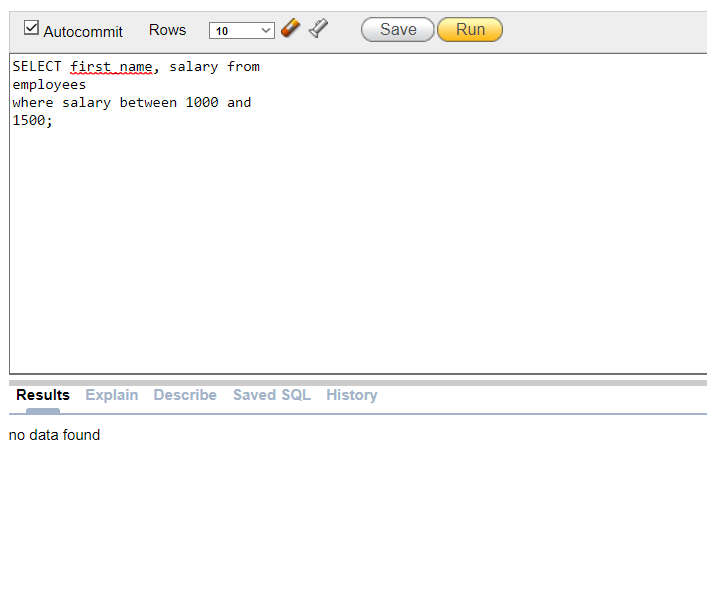 Autocommit Rows 10 Save Run
SELECT first_name, salary from
employees
where salary between 1000 and
1500;
Results Explain Describe Saved SQL History
no data found